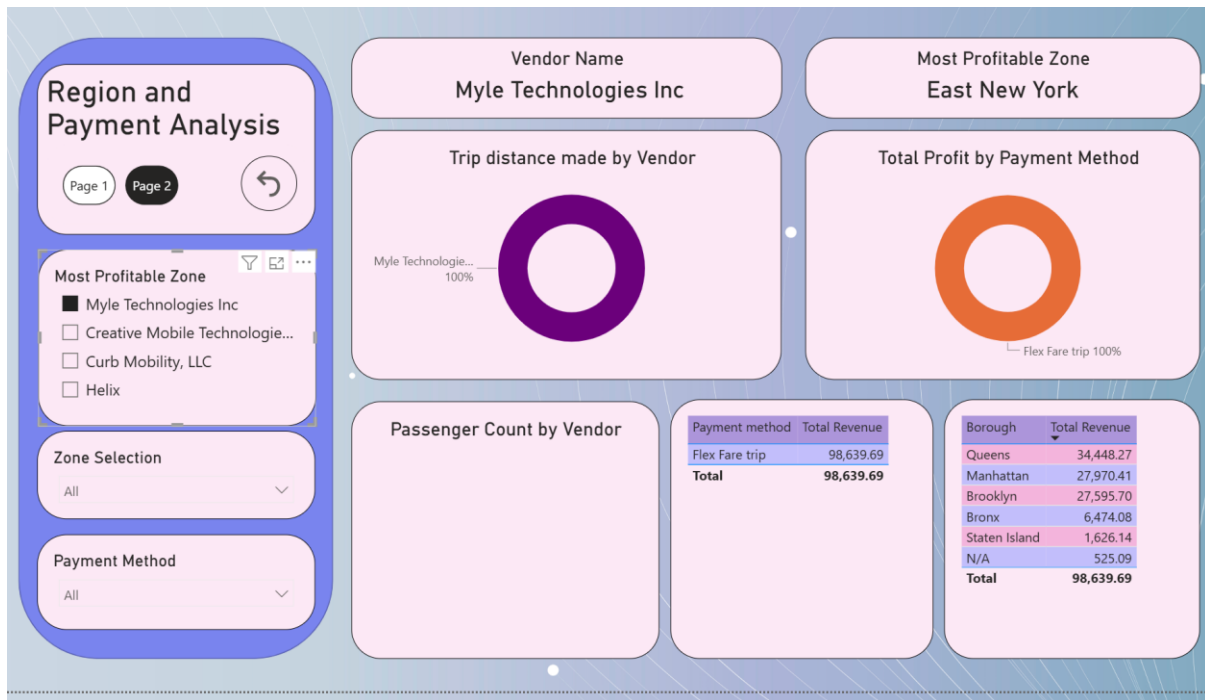 Region and
Payment Analysis
Page 1
Page 2
Most Profitable Zone
Myle Technologies Inc
Creative Mobile Technologie...
Curb Mobility, LLC
Helix
Zone Selection
All
Payment Method
All
Vendor Name
Myle Technologies Inc
Most Profitable Zone
East New York
Trip distance made by Vendor
Myle Technologie...
100%
Total Profit by Payment Method
Flex Fare trip 100%
Passenger Count by Vendor
Payment method Total Revenue
Flex Fare trip 98,639.69
Total 98,639.69
Borough Total Revenue
Queens 34,448.27
Manhattan 27,970.41
Brooklyn 27,595.70
Bronx 6,474.08
Staten Island 1,626.14
N/A 525.09
Total 98,639.69